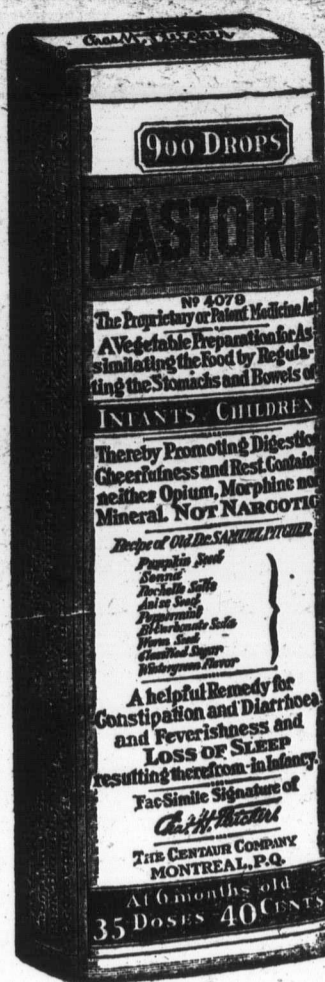 Chas. H. Fletcher
900 DROPS
CASTORIA
Nº 4079
The Proprietary or Patent Medicine Act
A Vegetable Preparation for As-
similating the Food by Regula-
ting the Stomachs and Bowels of
INFANTS CHILDREN
Thereby Promoting Digestion
Cheerfulness and Rest. Contains
neither Opium, Morphine nor
Mineral. NOT NARCOTIC
Recipe of Old Dr. SAMUEL PITCHER
Pumpkin Seed
Senna
Rochelle Salts
Anise Seed
Peppermint
Bi Carbonate Soda
Worm Seed
Clarified Sugar
Wintergreen Flavor
A helpful Remedy for
Constipation and Diarrhoea
and Feverishness and
LOSS OF SLEEP
resulting therefrom in Infancy.
Fac Simile Signature of
Chas. H. Fletcher
THE CENTAUR COMPANY
MONTREAL, P.Q.
At 6 months old
35 DOSES 40 CENTS